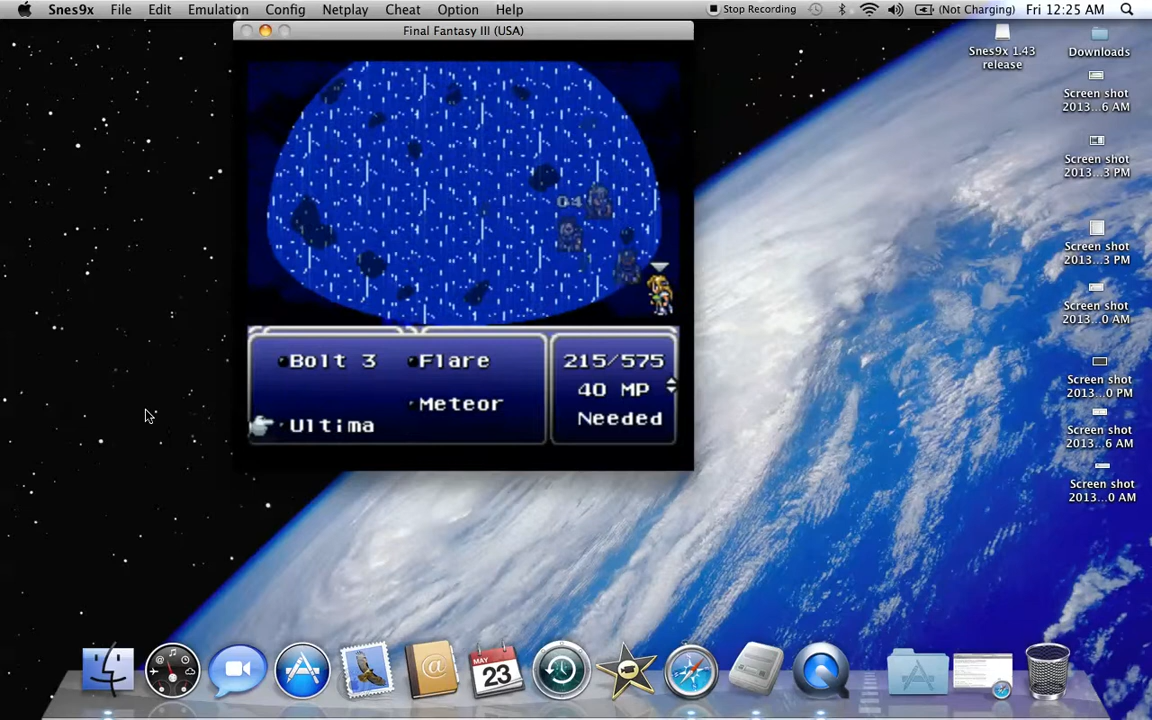 Snes9x File Edit Emulation Config Netplay Cheat Option Help Stop Recording (Not Charging) Fri 12:25 AM
Final Fantasy III (USA)
Snes9x 1.43
release
Downloads
Screen shot
2013...6 AM
Screen shot
2013...3 PM
Screen shot
2013...6 PM
Screen shot
2013...0 AM
Screen shot
2013...0 PM
Screen shot
2013...6 AM
Screen shot
2013...0 AM
Bolt 3 Flare 215/575
Meteor 40 MP
Ultima Needed
MAY
23